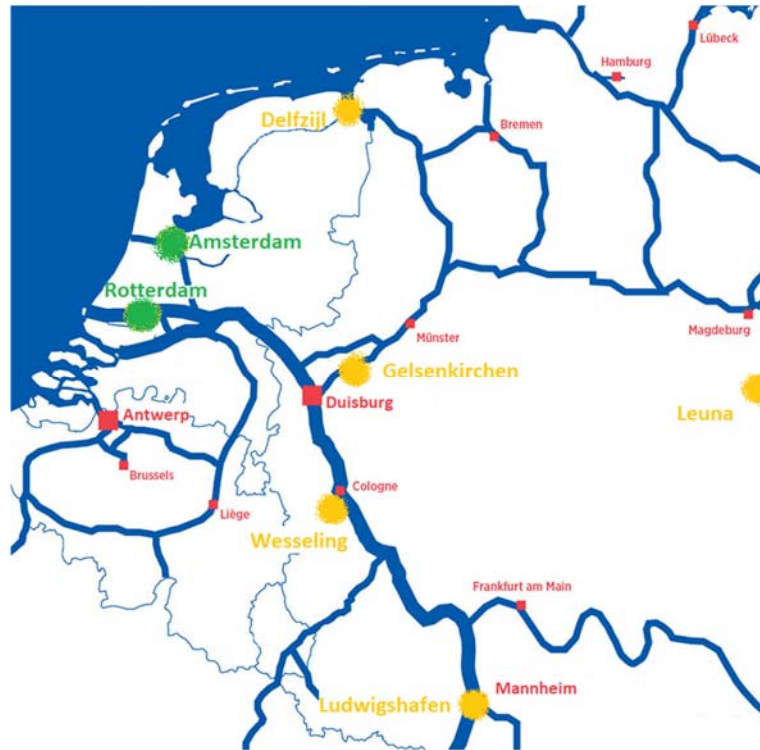 Lübeck
Hamburg
Delfzijl
Bremen
Amsterdam
Rotterdam
Magdeburg
Münster
Gelsenkirchen
Duisburg
Leuna
Antwerp
Brussels
Cologne
Liège
Wesseling
Frankfurt am Main
Mannheim
Ludwigshafen